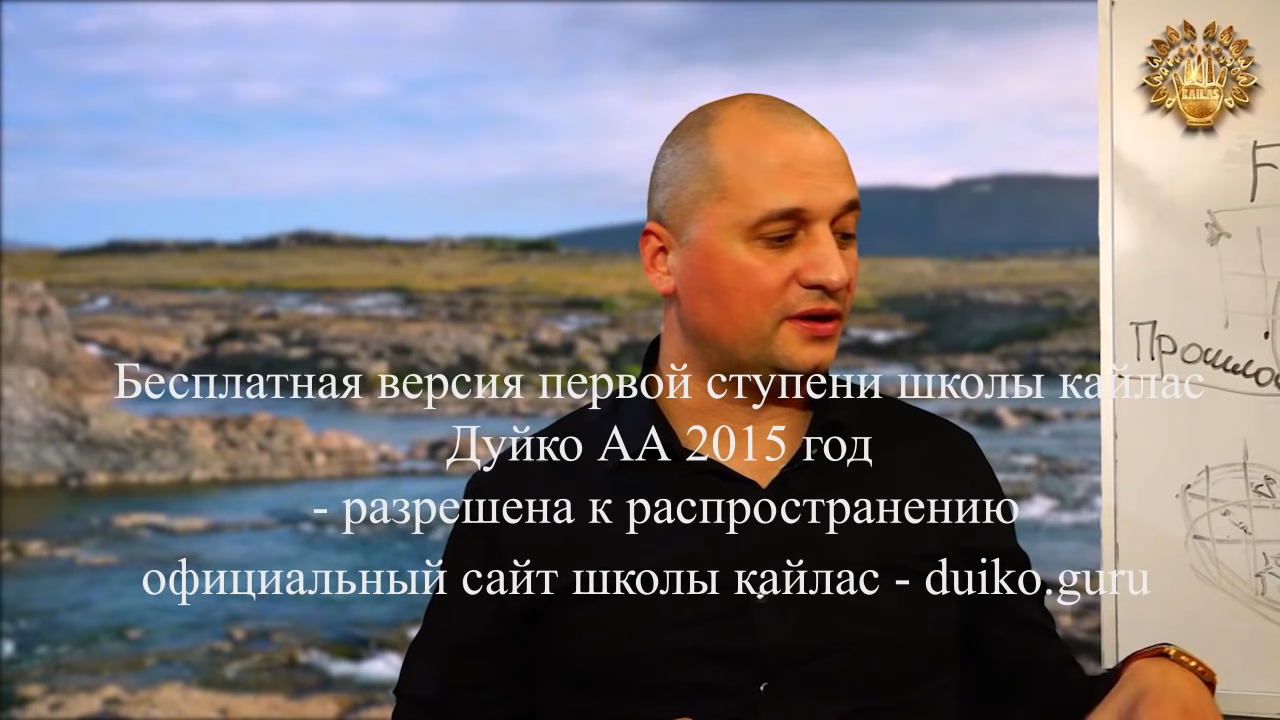 KAILAS
F
Прошло
Бесплатная версия первой ступени школы кайлас
Дуйко АА 2015 год
- разрешена к распространению
официальный сайт школы кайлас - duiko.guru